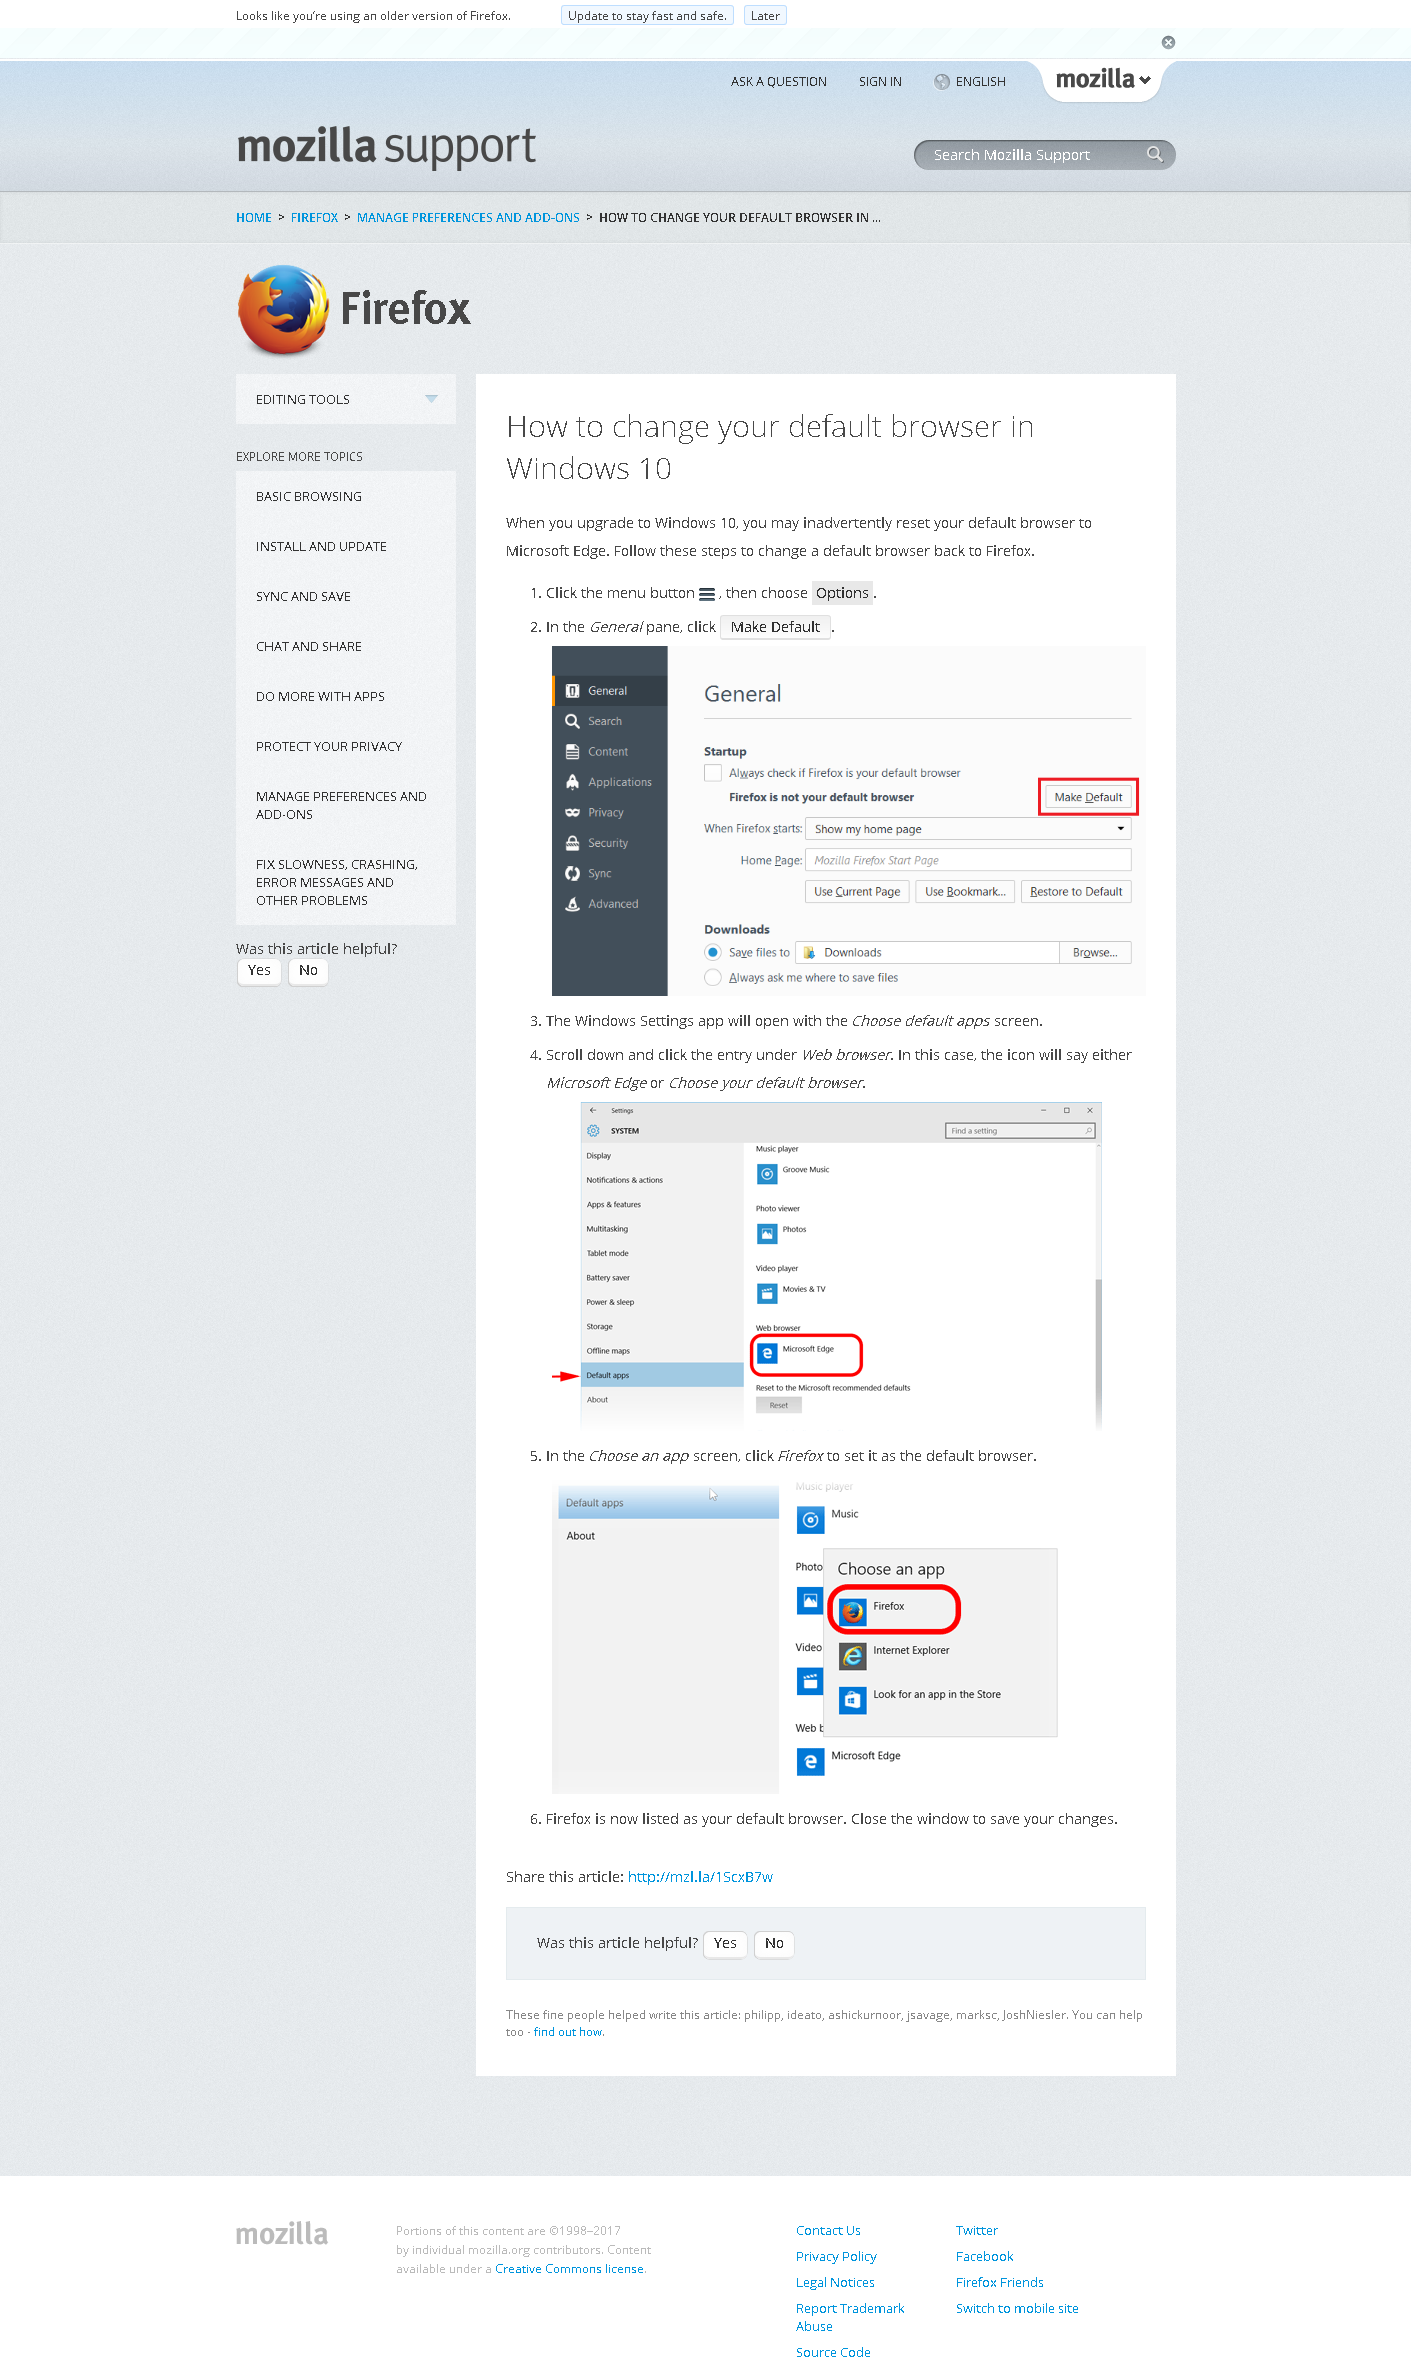 Looks like you're using an older version of Firefox. Update to stay fast and safe. Later
ASK A QUESTION SIGN IN ENGLISH mozilla
mozilla support
Search Mozilla Support
HOME > FIREFOX > MANAGE PREFERENCES AND ADD-ONS > HOW TO CHANGE YOUR DEFAULT BROWSER IN ...
Firefox
EDITING TOOLS
EXPLORE MORE TOPICS
BASIC BROWSING
INSTALL AND UPDATE
SYNC AND SAVE
CHAT AND SHARE
DO MORE WITH APPS
PROTECT YOUR PRIVACY
MANAGE PREFERENCES AND
ADD-ONS
FIX SLOWNESS, CRASHING,
ERROR MESSAGES AND
OTHER PROBLEMS
Was this article helpful?
Yes No
How to change your default browser in
Windows 10
When you upgrade to Windows 10, you may inadvertently reset your default browser to
Microsoft Edge. Follow these steps to change a default browser back to Firefox.
1. Click the menu button , then choose Options.
2. In the General pane, click Make Default.
General
Search
Content
Applications
Privacy
Security
Sync
Advanced
General
Startup
Always check if Firefox is your default browser
Firefox is not your default browser Make Default
When Firefox starts: Show my home page
Home Page: Mozilla Firefox Start Page
Use Current Page Use Bookmark... Restore to Default
Downloads
Save files to Downloads Browse...
Always ask me where to save files
3. The Windows Settings app will open with the Choose default apps screen.
4. Scroll down and click the entry under Web browser. In this case, the icon will say either
Microsoft Edge or Choose your default browser.
Settings
SYSTEM Find a setting
Display
Notifications & actions
Apps & features
Multitasking
Tablet mode
Battery saver
Power & sleep
Storage
Offline maps
Default apps
About
Music player
Groove Music
Photo viewer
Photos
Video player
Movies & TV
Web browser
Microsoft Edge
Reset to the Microsoft recommended defaults
Reset
5. In the Choose an app screen, click Firefox to set it as the default browser.
Default apps
About
Music player
Music
Photo
Video
Web b
Microsoft Edge
Choose an app
Firefox
Internet Explorer
Look for an app in the Store
6. Firefox is now listed as your default browser. Close the window to save your changes.
Share this article: http://mzl.la/1ScxB7w
Was this article helpful? Yes No
These fine people helped write this article: philipp, ideato, ashickurnoor, jsavage, marksc, JoshNiesler. You can help
too - find out how.
mozilla
Portions of this content are ©1998–2017
by individual mozilla.org contributors. Content
available under a Creative Commons license.
Contact Us
Privacy Policy
Legal Notices
Report Trademark
Abuse
Source Code
Twitter
Facebook
Firefox Friends
Switch to mobile site